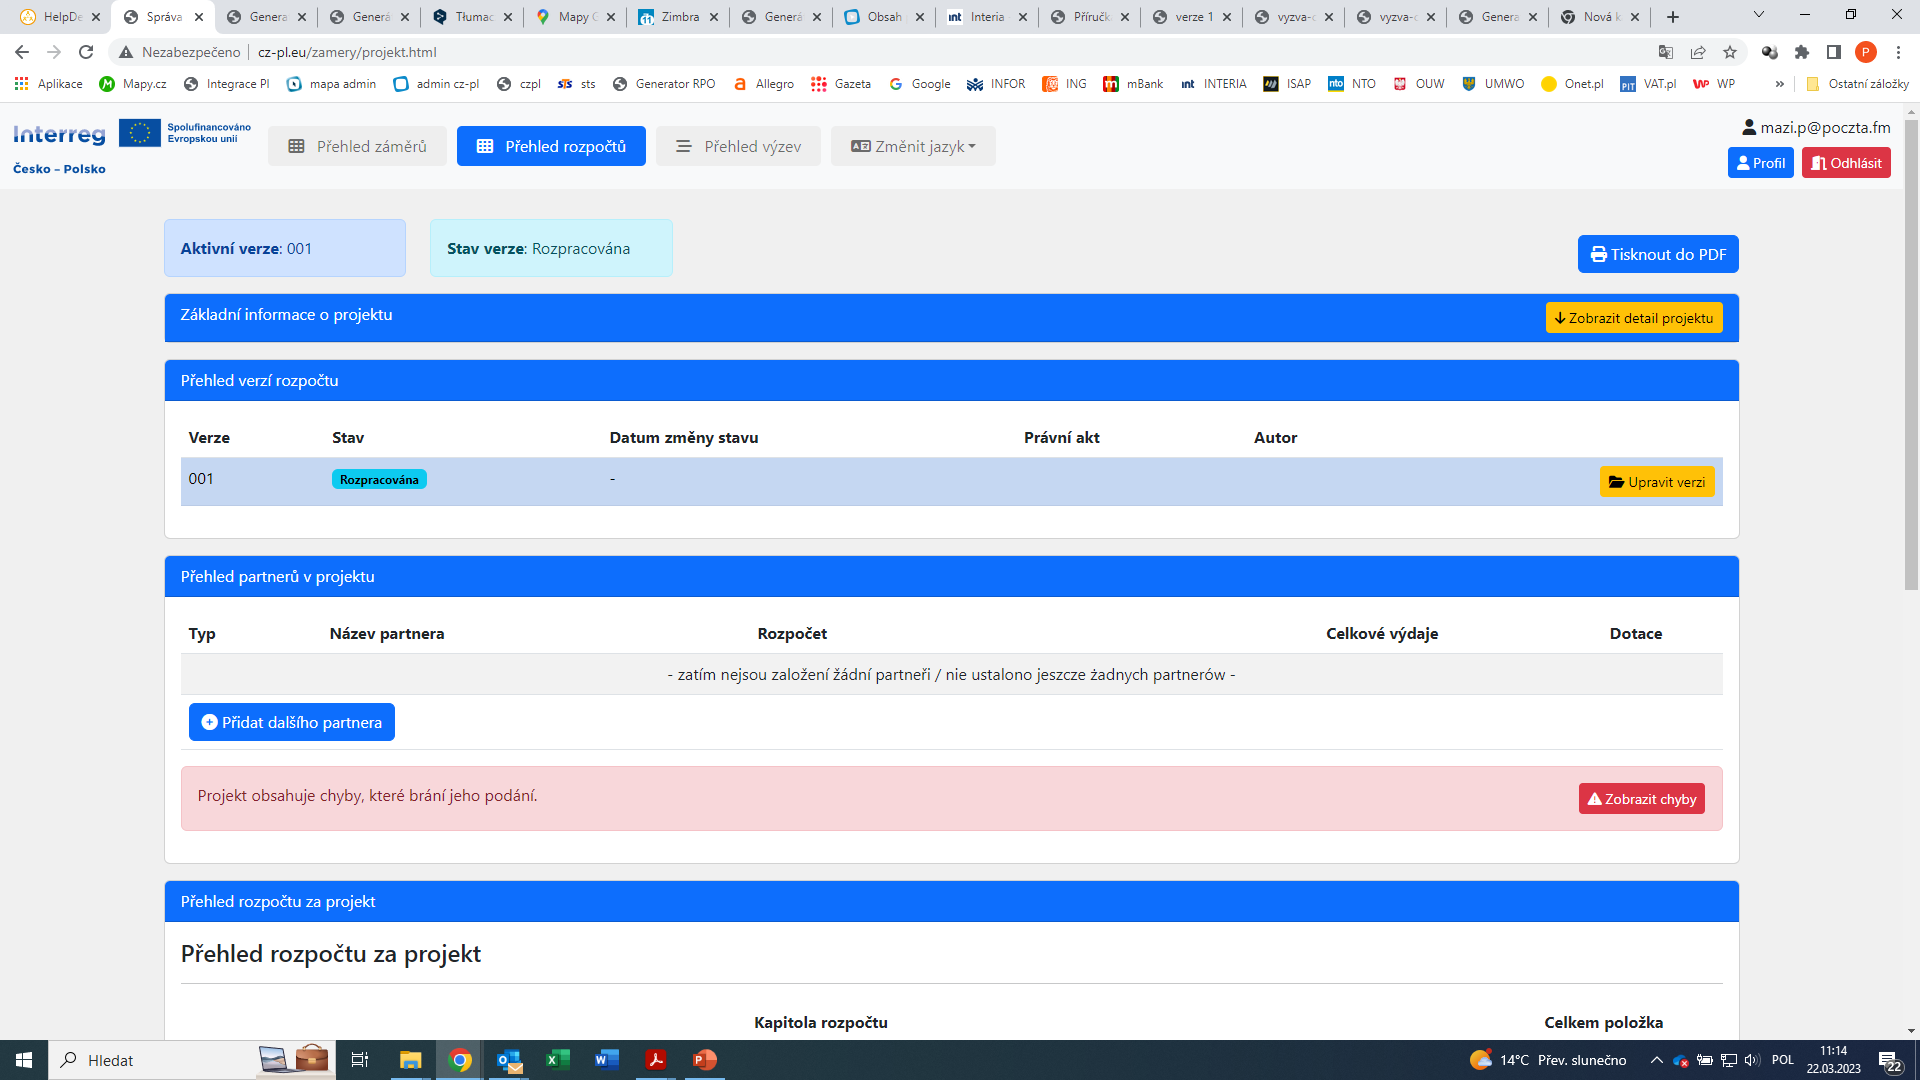 HelpDe
Správa
Genera
Generá
Tłumac
Mapy G
Zimbra
Generá
Obsah
Interia
Příručk
verze 1
vyzva-c
vyzva-c
Genera
Nová k
Nezabezpečeno
cz-pl.eu/zamery/projekt.html
P
Aplikace
Mapy.cz
Integrace Pl
mapa admin
admin cz-pl
czpl
sts
Generator RPO
Allegro
Gazeta
Google
INFOR
ING
mBank
INTERIA
ISAP
NTO
OUW
UMWO
Onet.pl
VAT.pl
WP
»
Ostatní záložky
Interreg
Spolufinancováno
Evropskou unií
Česko – Polsko
Přehled záměrů
Přehled rozpočtů
Přehled výzev
Změnit jazyk
mazi.p@poczta.fm
Profil
Odhlásit
Aktivní verze: 001
Stav verze: Rozpracována
Tisknout do PDF
Základní informace o projektu
Zobrazit detail projektu
Přehled verzí rozpočtu
Verze Stav Datum změny stavu Právní akt Autor
001 Rozpracována -
Upravit verzi
Přehled partnerů v projektu
Typ Název partnera Rozpočet Celkové výdaje Dotace
- zatím nejsou založení žádní partneři / nie ustalono jeszcze żadnych partnerów -
Přidat dalšího partnera
Projekt obsahuje chyby, které brání jeho podání.
Zobrazit chyby
Přehled rozpočtu za projekt
Přehled rozpočtu za projekt
Kapitola rozpočtu Celkem položka
Hledat
14°C Přev. slunečno
POL
11:14
22.03.2023
22